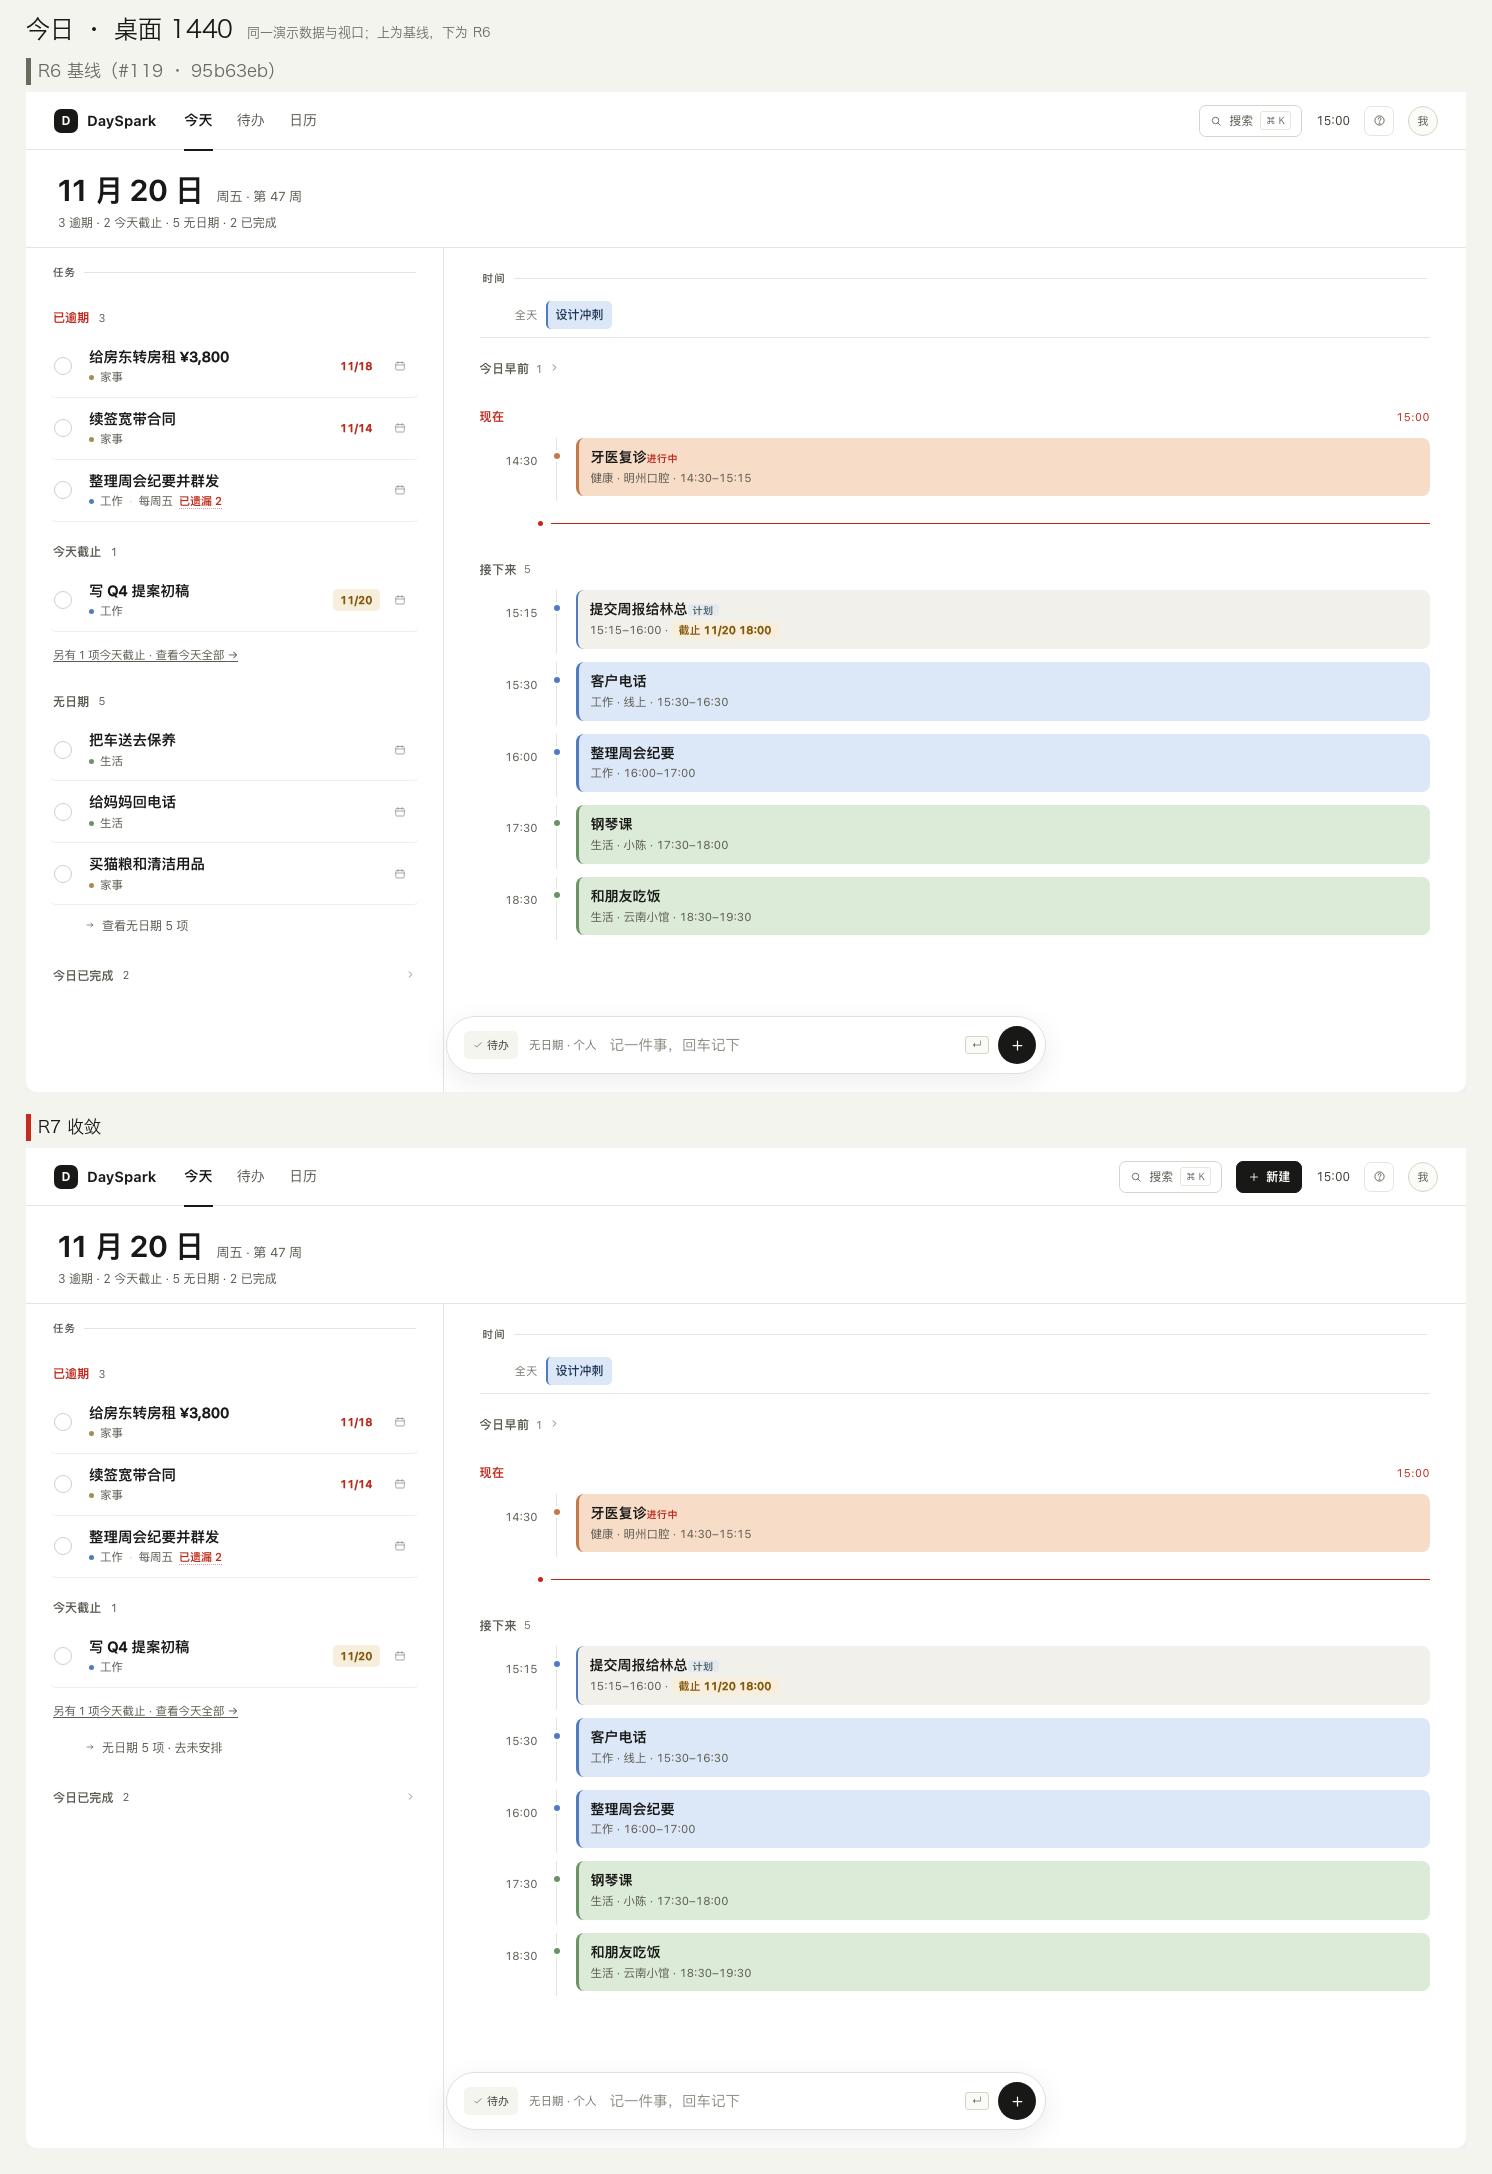 今日 · 桌面 1440 同一演示数据与视口；上为基线，下为 R6
R6 基线（#119 · 95b63eb）
D DaySpark 今天 待办 日历 搜索 ⌘ K 15:00 我
11 月 20 日 周五 · 第 47 周
3 逾期 · 2 今天截止 · 5 无日期 · 2 已完成
任务
已逾期 3
给房东转房租 ¥3,800 11/18
家事
续签宽带合同 11/14
家事
整理周会纪要并群发
工作 · 每周五 已遗漏 2
今天截止 1
写 Q4 提案初稿 11/20
工作
另有 1 项今天截止 · 查看今天全部 →
无日期 5
把车送去保养
生活
给妈妈回电话
生活
买猫粮和清洁用品
家事
→ 查看无日期 5 项
今日已完成 2
时间
全天 设计冲刺
今日早前 1
现在 15:00
14:30 牙医复诊进行中
健康 · 明州口腔 · 14:30–15:15
接下来 5
15:15 提交周报给林总 计划
15:15–16:00 · 截止 11/20 18:00
15:30 客户电话
工作 · 线上 · 15:30–16:30
16:00 整理周会纪要
工作 · 16:00–17:00
17:30 钢琴课
生活 · 小陈 · 17:30–18:00
18:30 和朋友吃饭
生活 · 云南小馆 · 18:30–19:30
✓ 待办 无日期 · 个人 记一件事，回车记下 ↵ +
R7 收敛
D DaySpark 今天 待办 日历 搜索 ⌘ K + 新建 15:00 我
11 月 20 日 周五 · 第 47 周
3 逾期 · 2 今天截止 · 5 无日期 · 2 已完成
任务
已逾期 3
给房东转房租 ¥3,800 11/18
家事
续签宽带合同 11/14
家事
整理周会纪要并群发
工作 · 每周五 已遗漏 2
今天截止 1
写 Q4 提案初稿 11/20
工作
另有 1 项今天截止 · 查看今天全部 →
→ 无日期 5 项 · 去未安排
今日已完成 2
时间
全天 设计冲刺
今日早前 1
现在 15:00
14:30 牙医复诊进行中
健康 · 明州口腔 · 14:30–15:15
接下来 5
15:15 提交周报给林总 计划
15:15–16:00 · 截止 11/20 18:00
15:30 客户电话
工作 · 线上 · 15:30–16:30
16:00 整理周会纪要
工作 · 16:00–17:00
17:30 钢琴课
生活 · 小陈 · 17:30–18:00
18:30 和朋友吃饭
生活 · 云南小馆 · 18:30–19:30
✓ 待办 无日期 · 个人 记一件事，回车记下 ↵ +